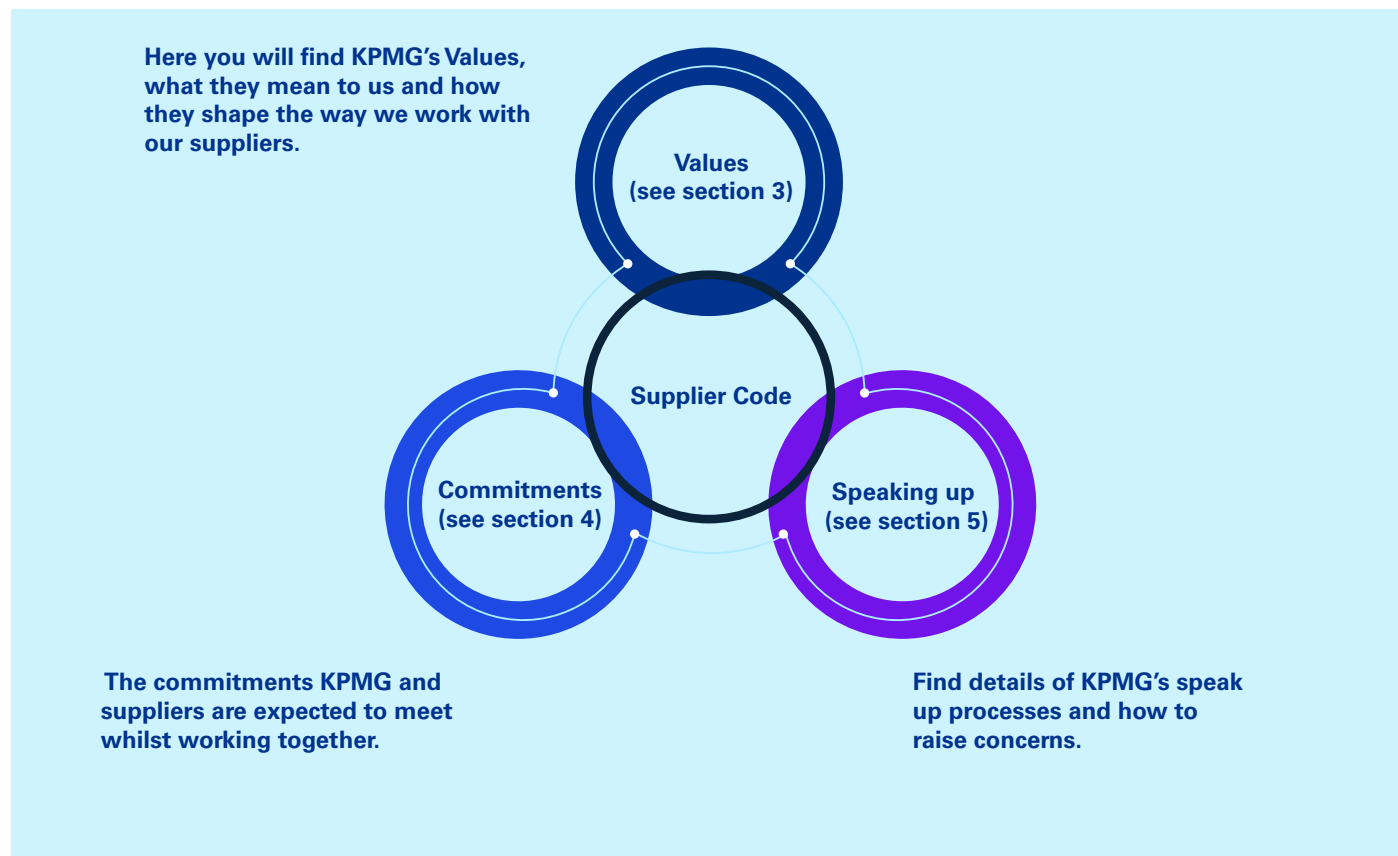 Here you will find KPMG's Values,
what they mean to us and how
they shape the way we work with
our suppliers.
Values
(see section 3)
Supplier Code
Commitments
(see section 4)
Speaking up
(see section 5)
The commitments KPMG and
suppliers are expected to meet
whilst working together.
Find details of KPMG's speak
up processes and how to
raise concerns.